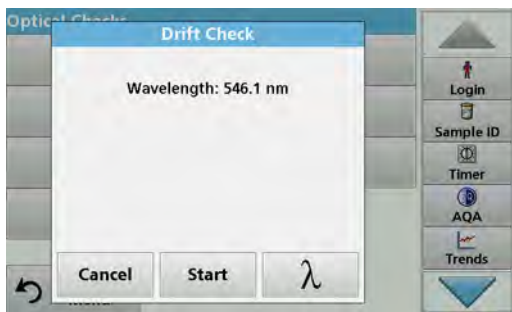 Drift Check
Wavelength: 546.1 nm
Cancel
Start
λ
Login
Sample ID
Timer
AQA
Trends